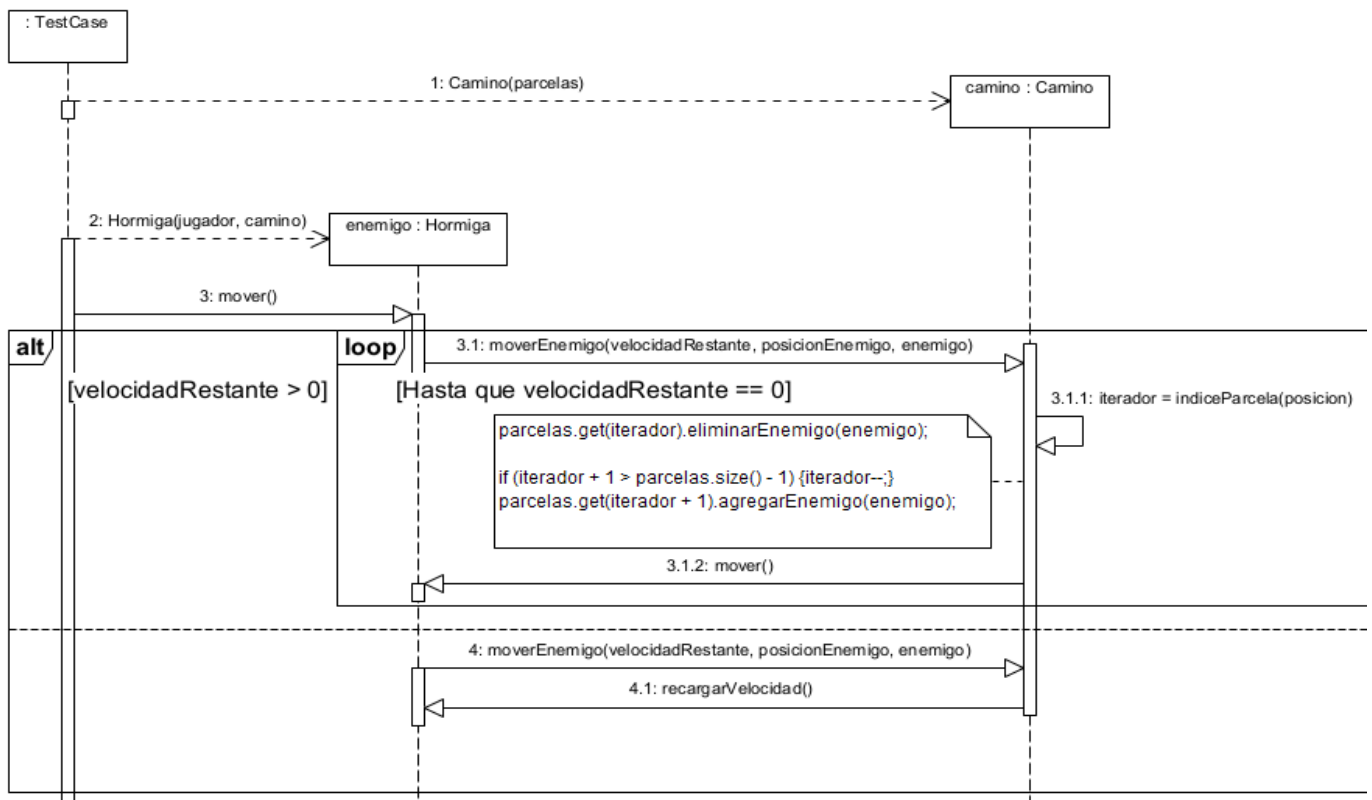 : TestCase
1: Camino(parcelas)
camino : Camino
2: Hormiga(jugador, camino)
enemigo : Hormiga
3: mover()
alt
loop
3.1: moverEnemigo(velocidadRestante, posicionEnemigo, enemigo)
[velocidadRestante > 0]
[Hasta que velocidadRestante == 0]
3.1.1: iterador = indiceParcela(posicion)
parcelas.get(iterador).eliminarEnemigo(enemigo);
if (iterador + 1 > parcelas.size() - 1) {iterador--;}
parcelas.get(iterador + 1).agregarEnemigo(enemigo);
3.1.2: mover()
4: moverEnemigo(velocidadRestante, posicionEnemigo, enemigo)
4.1: recargarVelocidad()